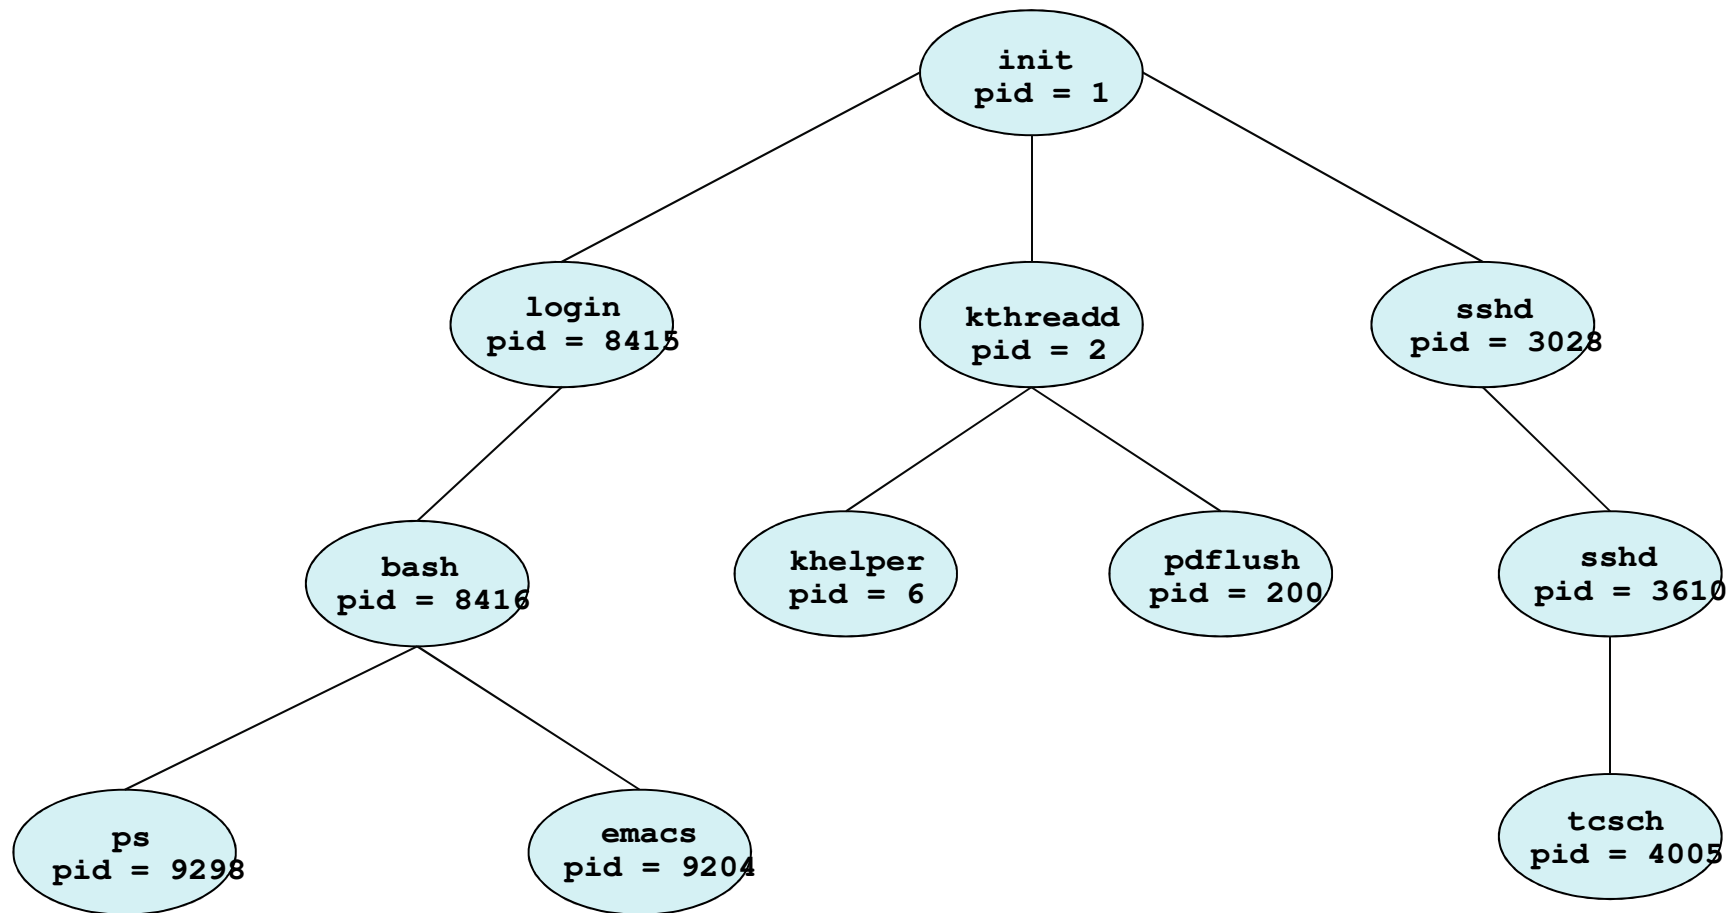 init
pid = 1
login
pid = 8415
kthreadd
pid = 2
sshd
pid = 3028
bash
pid = 8416
khelper
pid = 6
pdflush
pid = 200
sshd
pid = 3610
ps
pid = 9298
emacs
pid = 9204
tcsch
pid = 4005